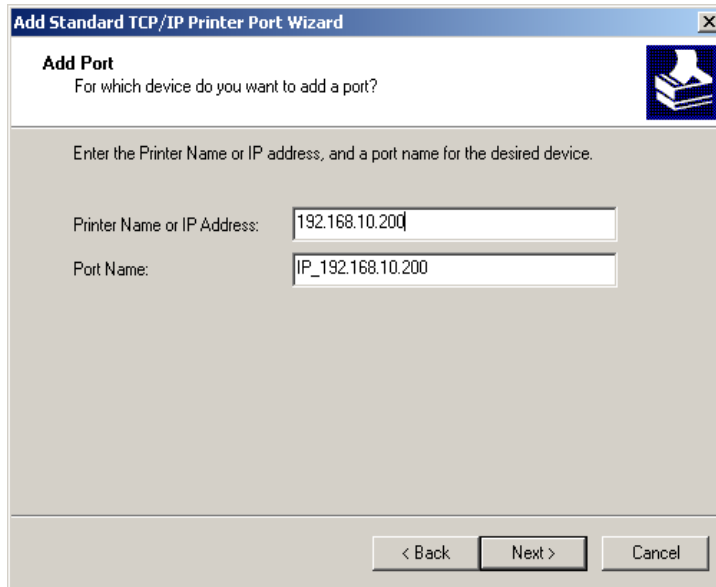 Add Standard TCP/IP Printer Port Wizard
Add Port
For which device do you want to add a port?
Enter the Printer Name or IP address, and a port name for the desired device.
Printer Name or IP Address: 192.168.10.200
Port Name: IP_192.168.10.200
< Back Next > Cancel